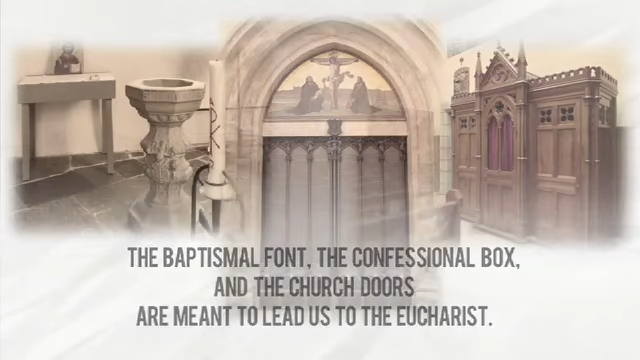 THE BAPTISMAL FONT, THE CONFESSIONAL BOX,
AND THE CHURCH DOORS
ARE MEANT TO LEAD US TO THE EUCHARIST.